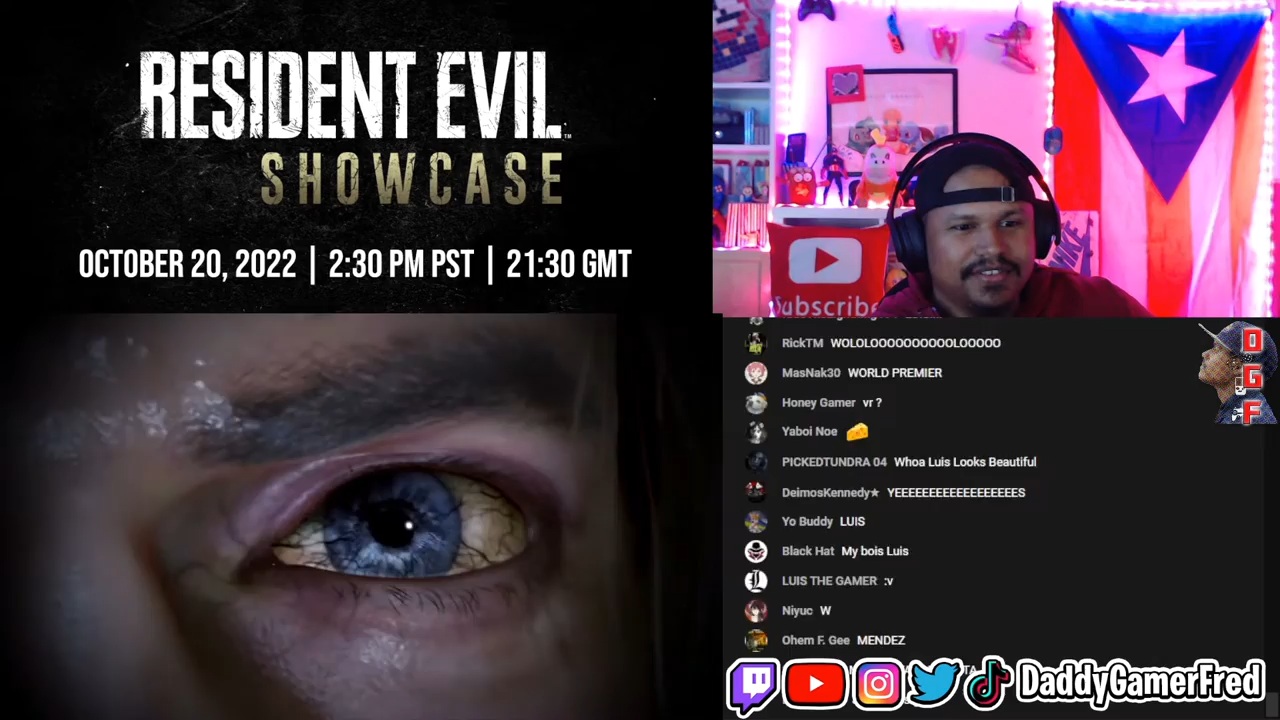 RESIDENT EVIL
SHOWCASE
OCTOBER 20, 2022 | 2:30 PM PST | 21:30 GMT
Subscribe
RickTM WOLOLOOOOOOOOOOLOOOOO
MasNak30 WORLD PREMIER
Honey Gamer vr ?
Yaboi Noe
PICKEDTUNDRA 04 Whoa Luis Looks Beautiful
DeimosKennedy★ YEEEEEEEEEEEEEEEEEES
Yo Buddy LUIS
Black Hat My bois Luis
LUIS THE GAMER :v
Niyuc W
Ohem F. Gee MENDEZ
DGF
DaddyGamerFred